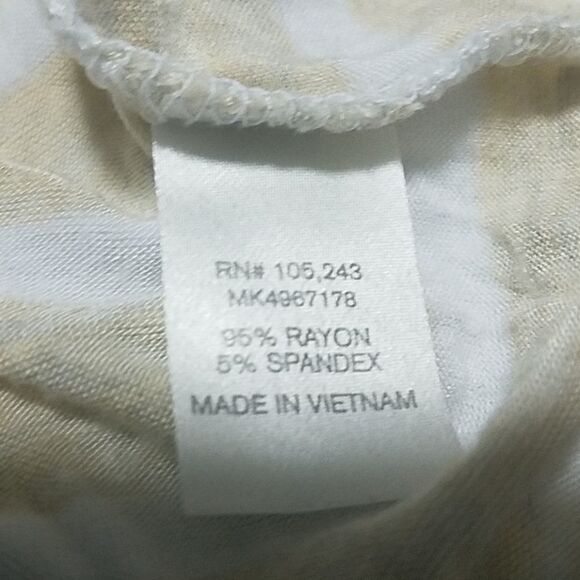 RN# 105,243
MK4967178
95% RAYON
5% SPANDEX
MADE IN VIETNAM